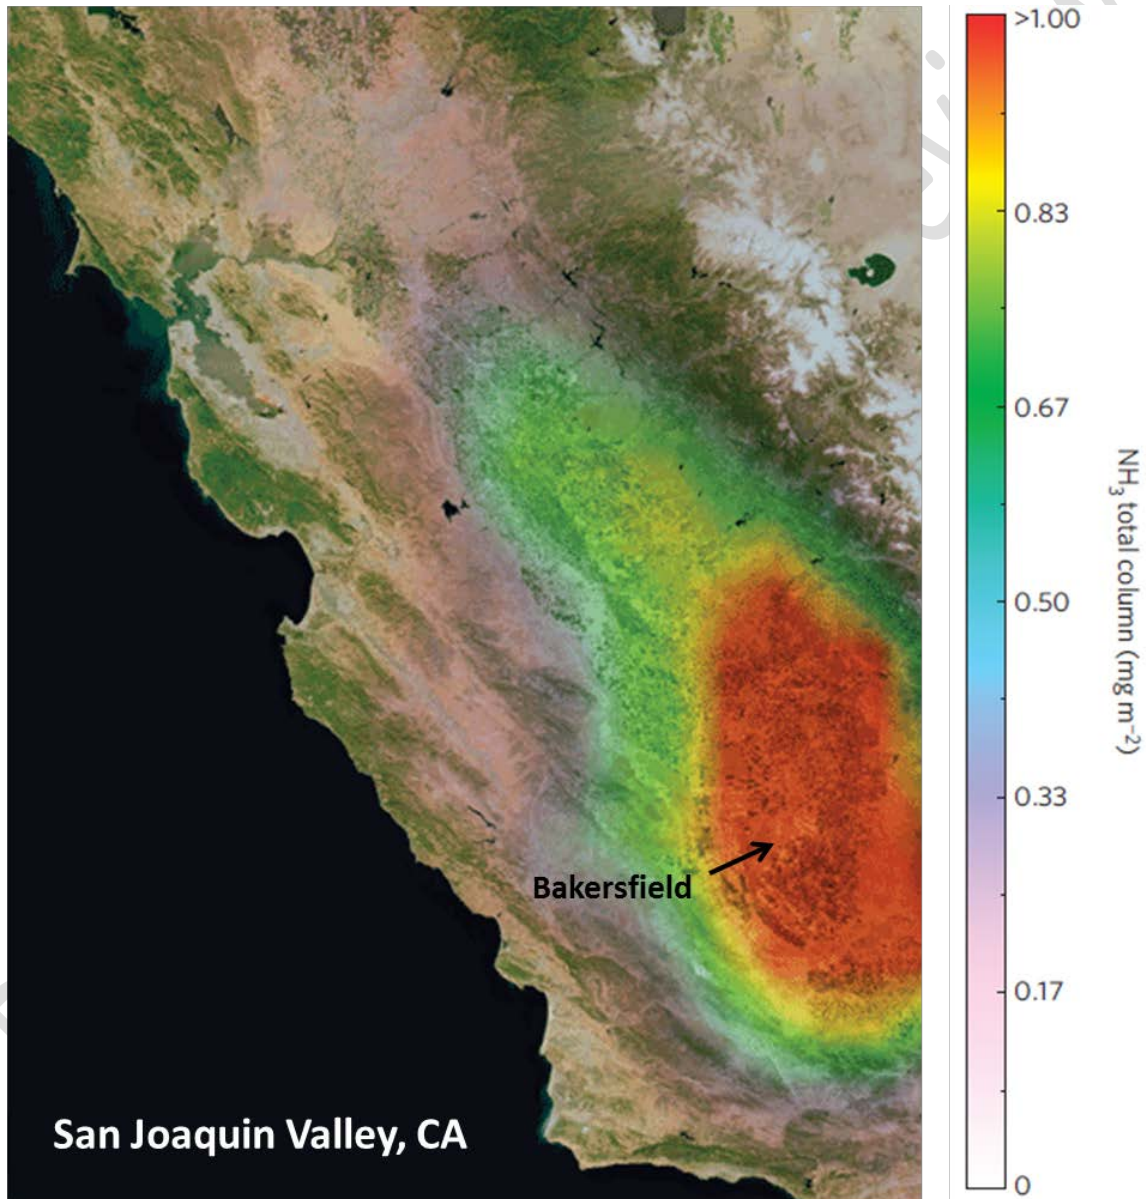 >1.00
0.83
0.67
0.50
0.33
0.17
0
NH₃ total column (mg m⁻²)
Bakersfield
San Joaquin Valley, CA